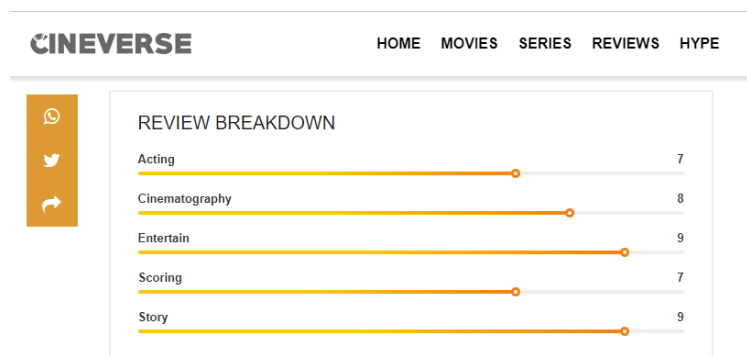 CINEVERSE
HOME MOVIES SERIES REVIEWS HYPE
REVIEW BREAKDOWN
Acting 7
Cinematography 8
Entertain 9
Scoring 7
Story 9